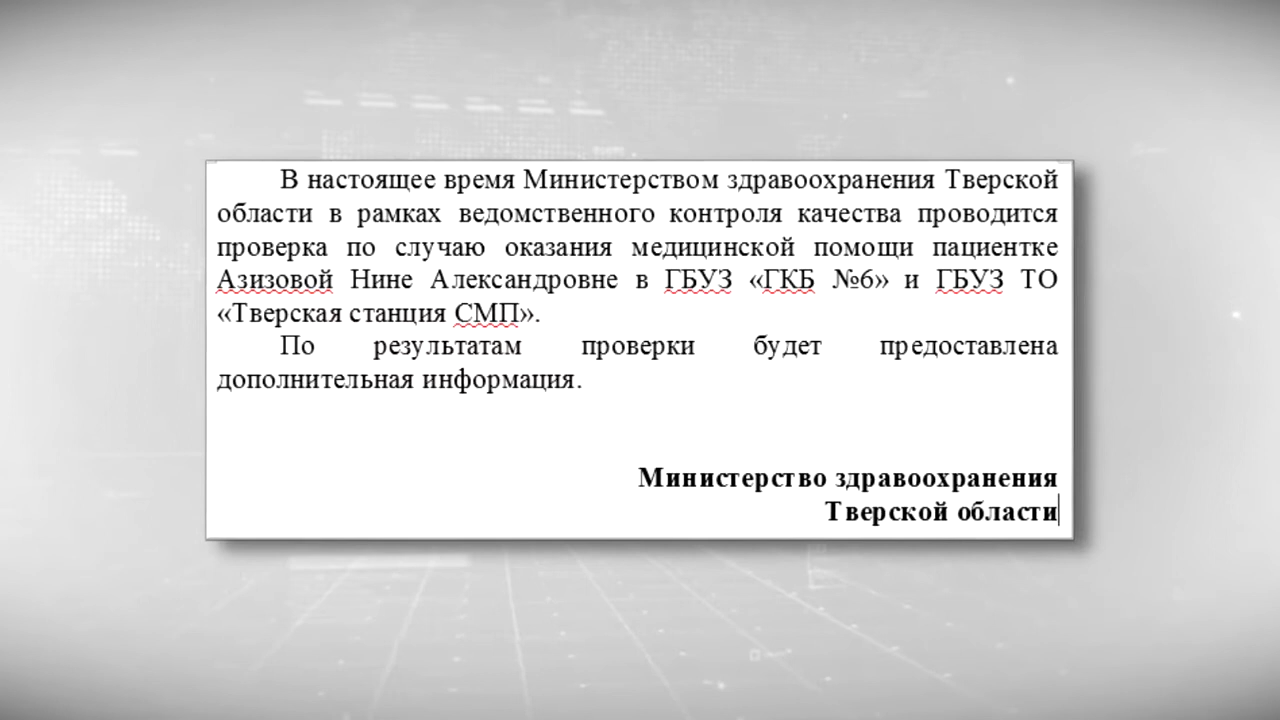 В настоящее время Министерством здравоохранения Тверской
области в рамках ведомственного контроля качества проводится
проверка по случаю оказания медицинской помощи пациентке
Азизовой Нине Александровне в ГБУЗ «ГКБ №6» и ГБУЗ ТО
«Тверская станция СМП».
По результатам проверки будет предоставлена
дополнительная информация.
Министерство здравоохранения
Тверской области